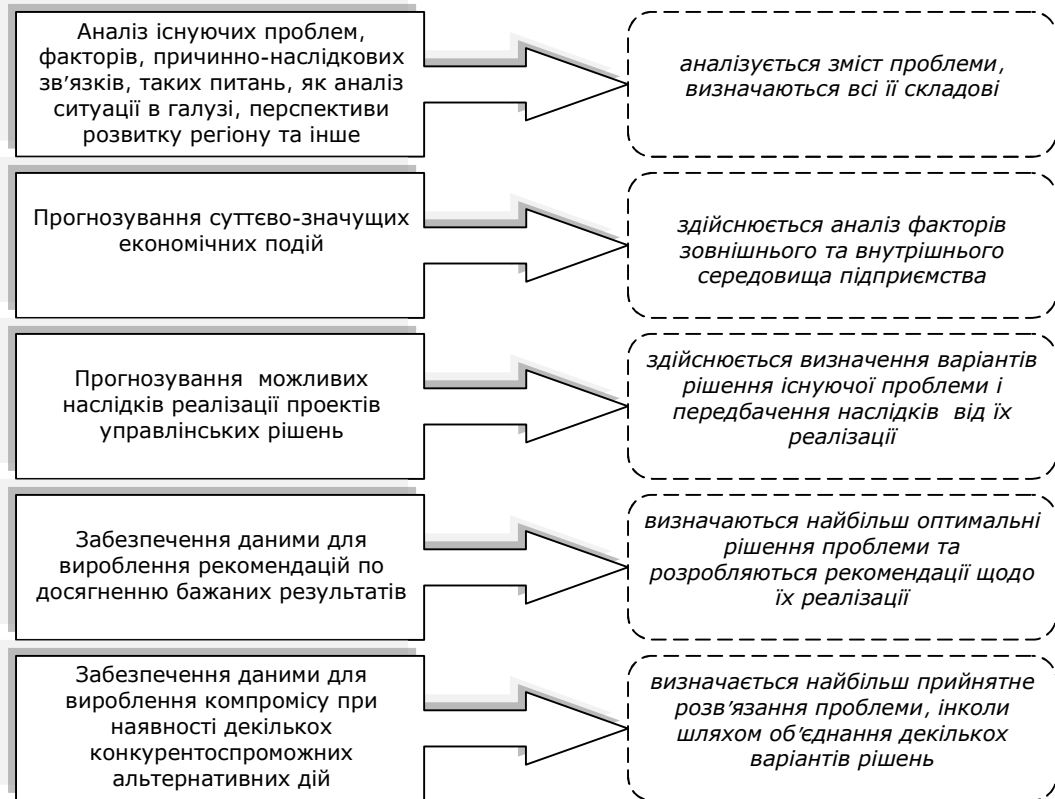 Аналіз існуючих проблем,
факторів, причинно-наслідкових
зв’язків, таких питань, як аналіз
ситуації в галузі, перспективи
розвитку регіону та інше
аналізується зміст проблеми,
визначаються всі її складові
Прогнозування суттєво-значущих
економічних подій
здійснюється аналіз факторів
зовнішнього та внутрішнього
середовища підприємства
Прогнозування можливих
наслідків реалізації проектів
управлінських рішень
здійснюється визначення варіантів
рішення існуючої проблеми і
передбачення наслідків від їх
реалізації
Забезпечення даними для
вироблення рекомендацій по
досягненню бажаних результатів
визначаються найбільш оптимальні
рішення проблеми та
розробляються рекомендації щодо
їх реалізації
Забезпечення даними для
вироблення компромісу при
наявності декількох
конкурентоспроможних
альтернативних дій
визначається найбільш прийнятне
розв’язання проблеми, інколи
шляхом об’єднання декількох
варіантів рішень